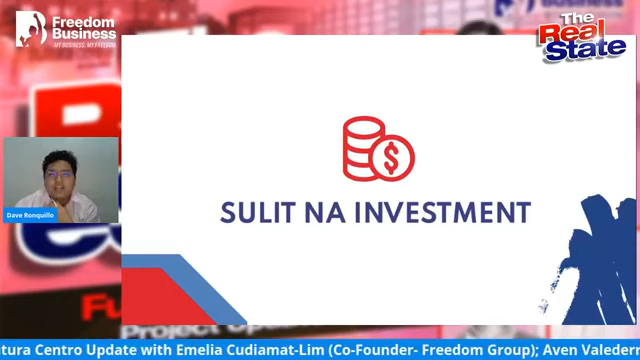 Freedom
Business
MY BUSINESS. MY FREEDOM
The
Real
State
$
SULIT NA INVESTMENT
Dave Ronquillo
Project
tura Centro Update with Emelia Cudiamat-Lim (Co-Founder- Freedom Group); Aven Valeder